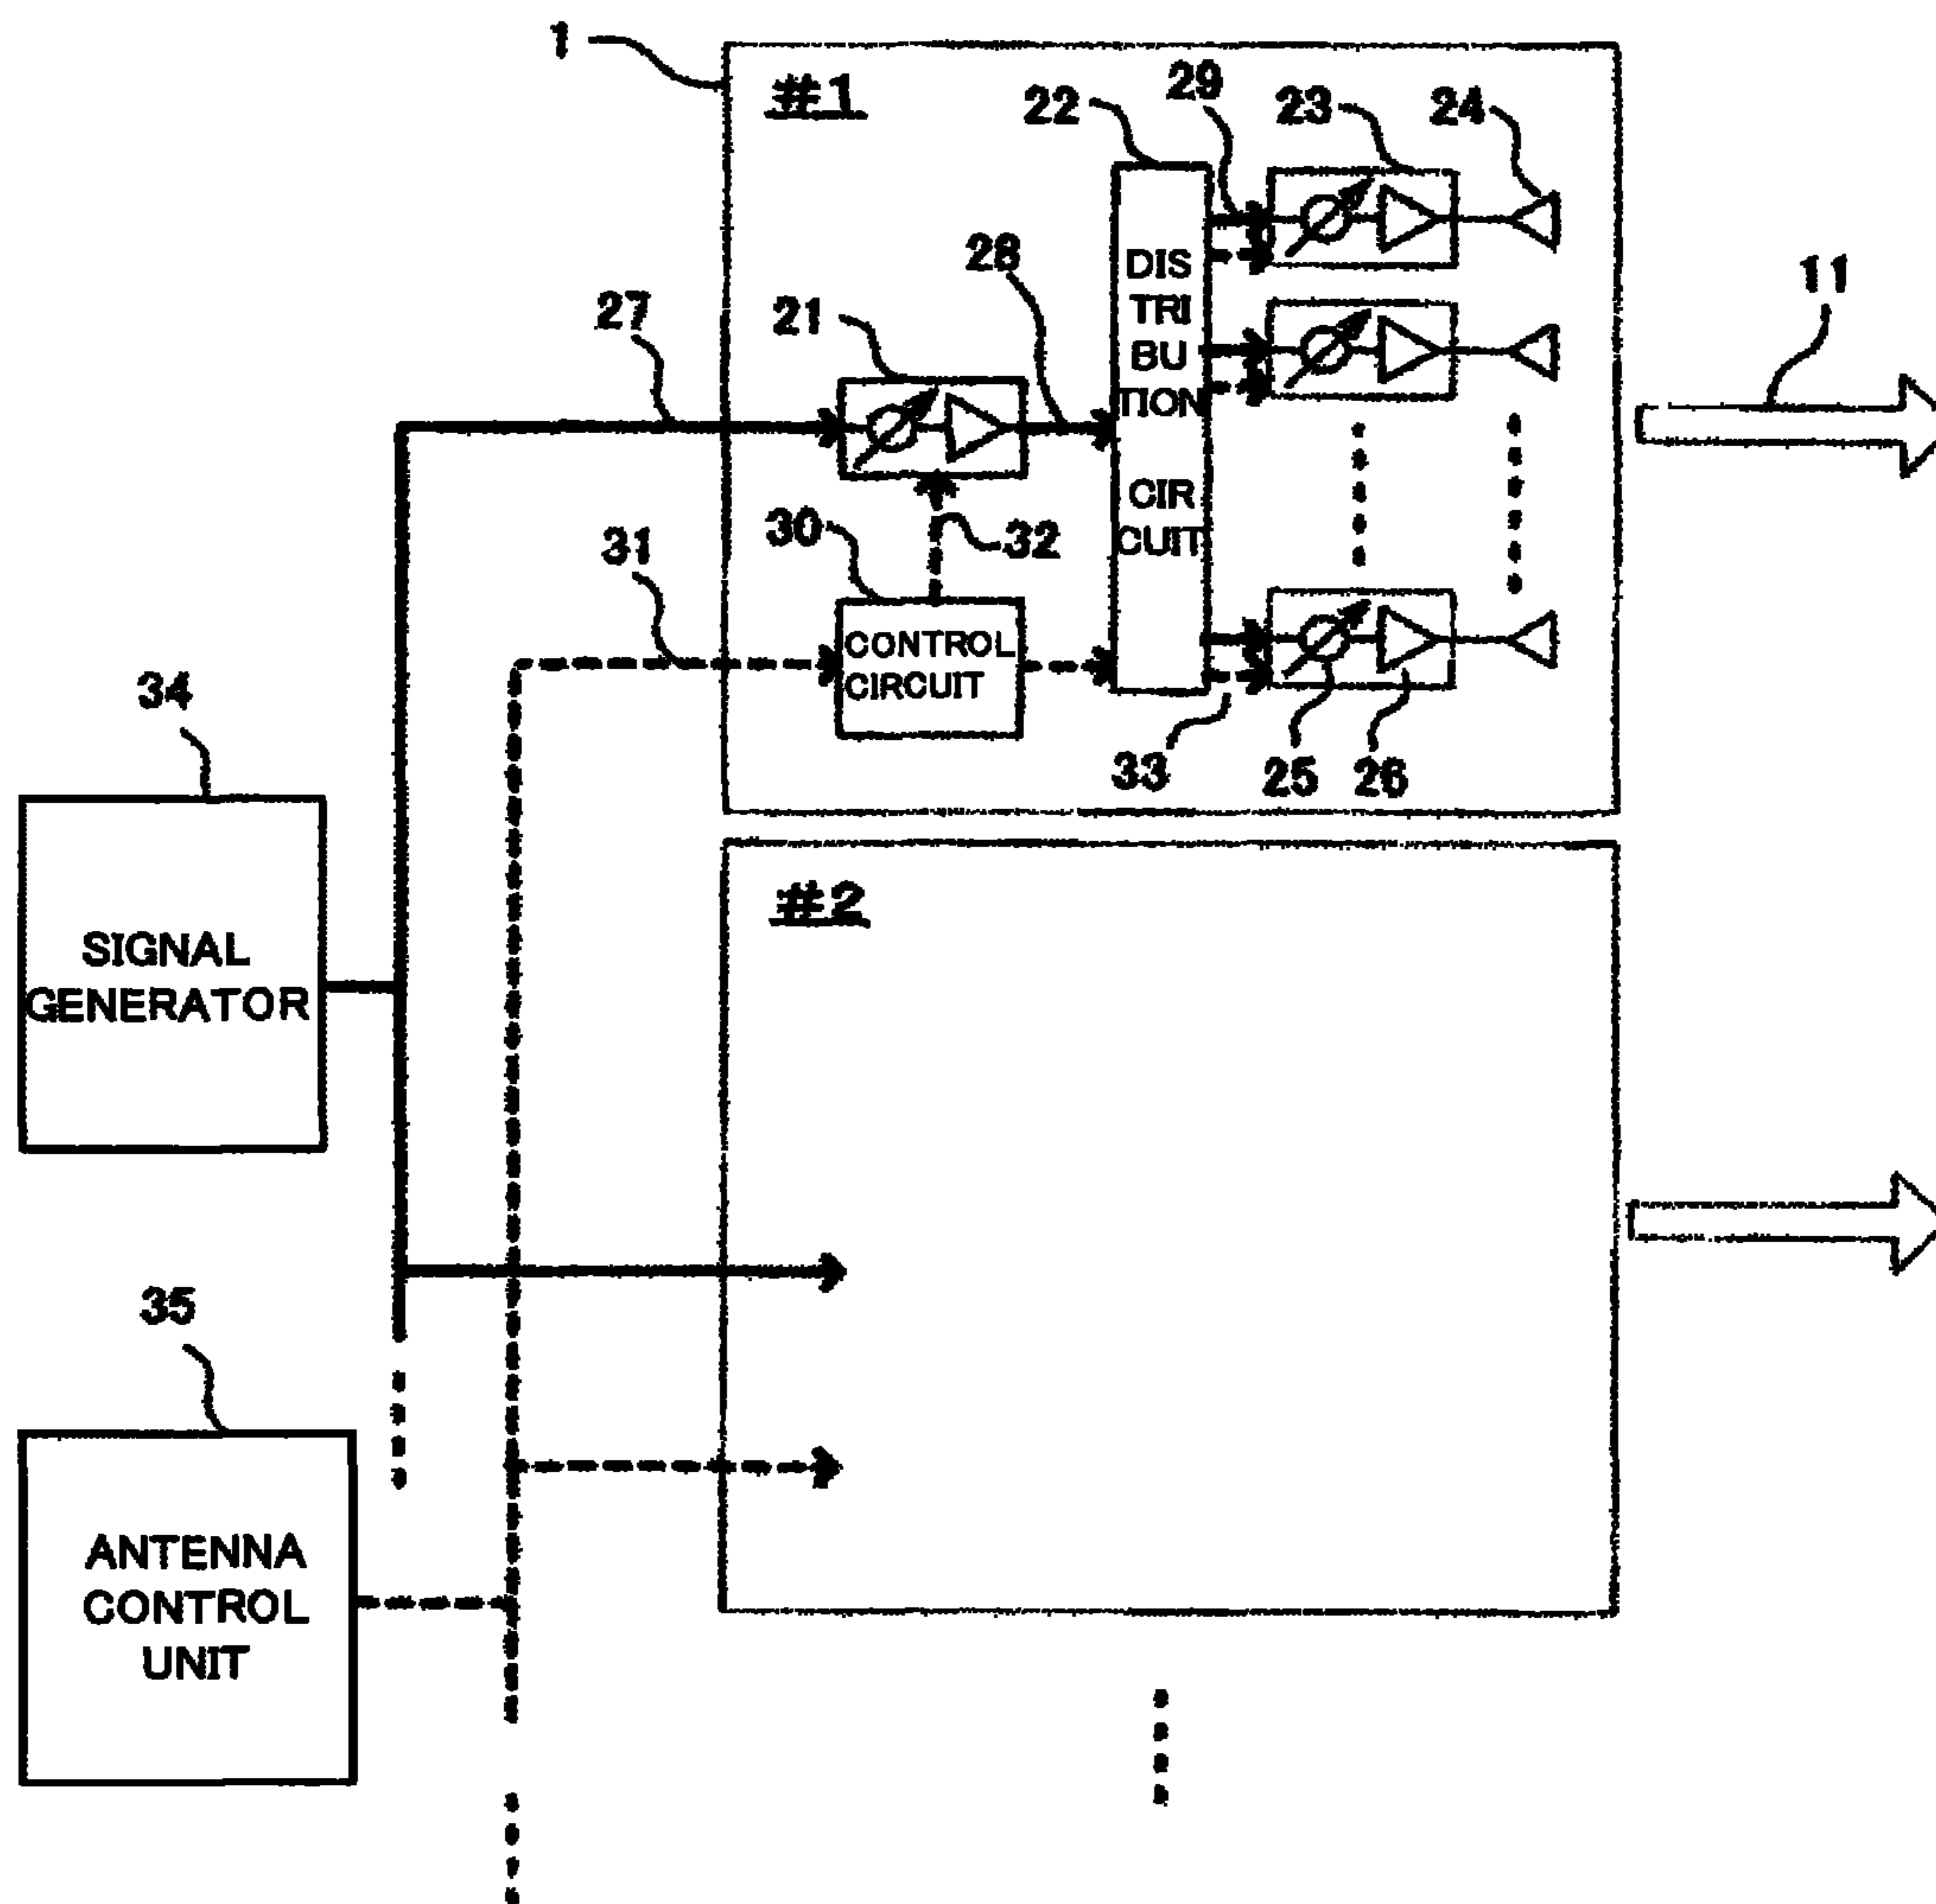 1
#1
22
29
23
24
28
27
21
11
DIS
TRI
BU
TION
CIR
CUIT
30
32
31
CONTROL
CIRCUIT
33
25
26
34
SIGNAL
GENERATOR
#2
35
ANTENNA
CONTROL
UNIT